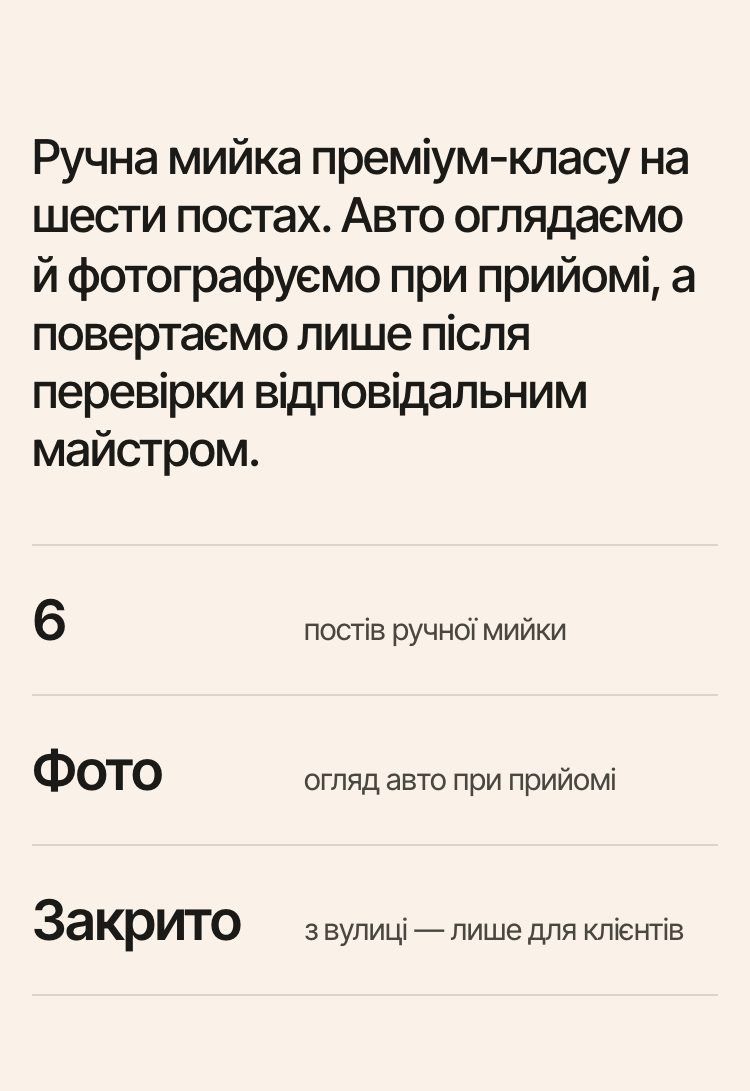 Ручна мийка преміум-класу на
шести постах. Авто оглядаємо
й фотографуємо при прийомі, а
повертаємо лише після
перевірки відповідальним
майстром.
6
постів ручної мийки
Фото
огляд авто при прийомі
Закрито
з вулиці — лише для клієнтів